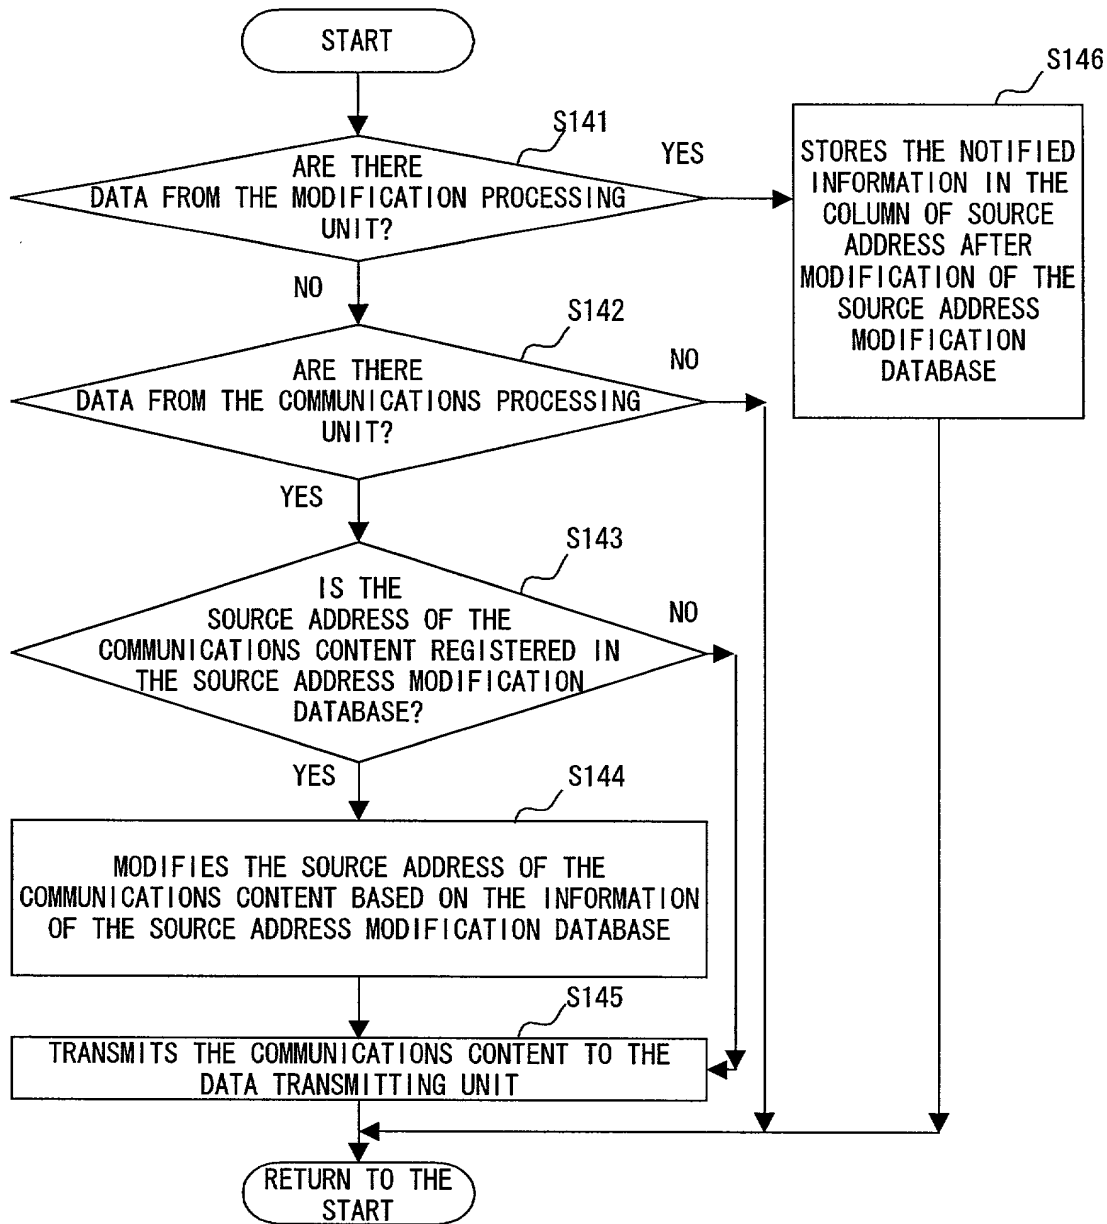 START
S146
S141
YES
ARE THERE
DATA FROM THE MODIFICATION PROCESSING
UNIT?
STORES THE NOTIFIED
INFORMATION IN THE
COLUMN OF SOURCE
ADDRESS AFTER
MODIFICATION OF THE
SOURCE ADDRESS
MODIFICATION
DATABASE
NO
S142
ARE THERE
DATA FROM THE COMMUNICATIONS PROCESSING
UNIT?
NO
YES
S143
IS THE
SOURCE ADDRESS OF THE
COMMUNICATIONS CONTENT REGISTERED IN
THE SOURCE ADDRESS MODIFICATION
DATABASE?
NO
YES
S144
MODIFIES THE SOURCE ADDRESS OF THE
COMMUNICATIONS CONTENT BASED ON THE INFORMATION
OF THE SOURCE ADDRESS MODIFICATION DATABASE
S145
TRANSMITS THE COMMUNICATIONS CONTENT TO THE
DATA TRANSMITTING UNIT
RETURN TO THE
START